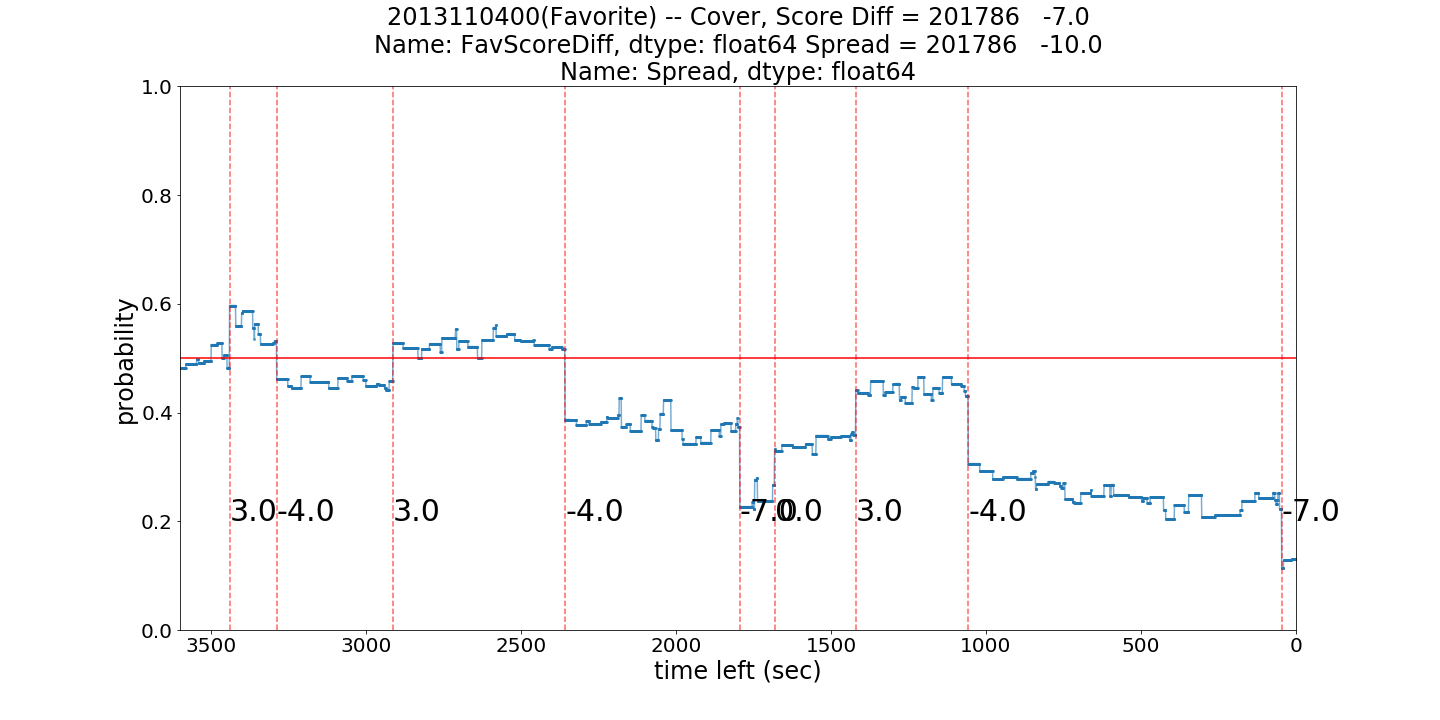 2013110400(Favorite) -- Cover, Score Diff = 201786   -7.0
Name: FavScoreDiff, dtype: float64 Spread = 201786   -10.0
Name: Spread, dtype: float64
probability
1.0
0.8
0.6
0.4
0.2
0.0
3.0 -4.0 3.0 -4.0 -7.0 0.0 3.0 -4.0 -7.0
3500 3000 2500 2000 1500 1000 500 0
time left (sec)